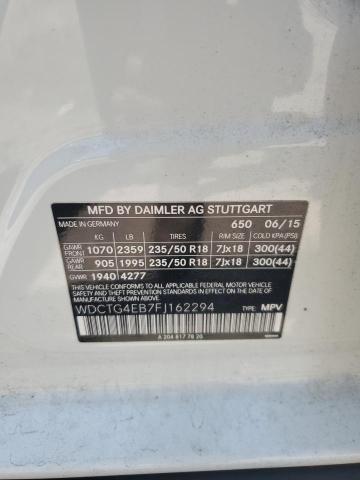 MFD BY DAIMLER AG STUTTGART
MADE IN GERMANY 650 06/15
KG LB TIRES RIM SIZE COLD KPA(PSI)
GAWR FRONT 1070 2359 235/50 R18 7Jx18 300(44)
GAWR REAR 905 1995 235/50 R18 7Jx18 300(44)
GVWR 1940 4277
THIS VEHICLE CONFORMS TO ALL
APPLICABLE FEDERAL MOTOR VEHICLE
SAFETY STANDARDS IN EFFECT ON THE
DATE OF MANUFACTURE SHOWN ABOVE.
WDCTG4EB7FJ162294 TYPE: MPV
A 204 817 78 20